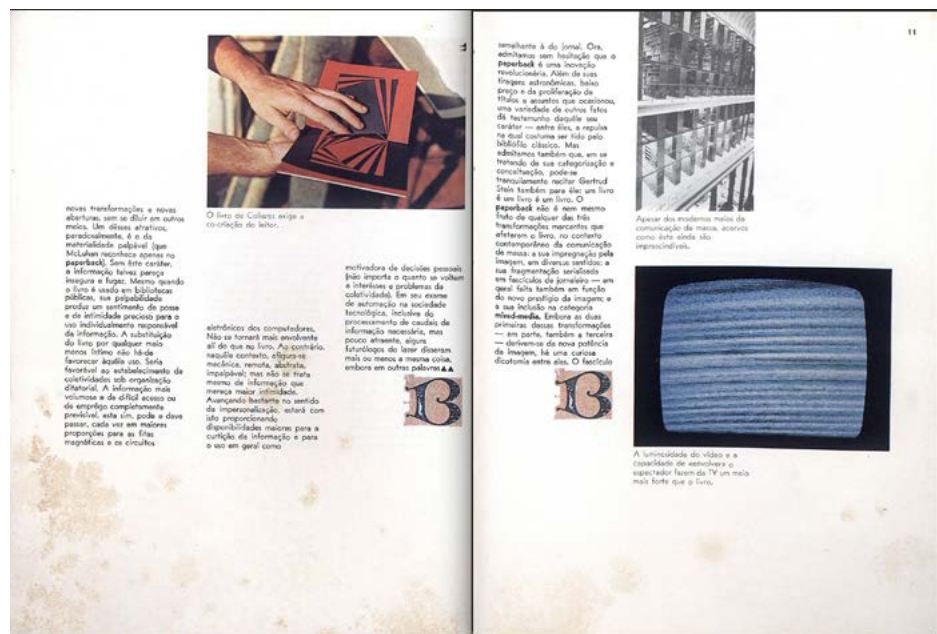 O livro de Collares exige a
co-criação do leitor.
novas transformações e novas
aberturas, sem se diluir em outros
meios. Um dêsses atrativos,
paradoxalmente, é o da
materialidade palpável (que
McLuhan reconhece apenas no
paperback). Sem êste caráter,
a informação talvez pareça
insegura e fugaz. Mesmo quando
o livro é usado em bibliotecas
públicas, sua palpabilidade
produz um sentimento de posse
e de intimidade precioso para o
uso individualmente responsável
da informação. A substituição
do livro por qualquer meio
menos íntimo não há-de
favorecer àquêle uso. Seria
favorável ao estabelecimento de
coletividades sob organização
ditatorial. A informação mais
volumosa e de difícil acesso ou
de emprêgo completamente
previsível, esta sim, pode e deve
passar, cada vez em maiores
proporções para as fitas
magnéticas e os circuitos
eletrônicos dos computadores.
Não se tornará mais envolvente
ali do que no livro. Ao contrário,
naquele contexto, afigura-se
mecânica, remota, abstrata,
impalpável; mas não se trata
mesmo de informação que
mereça maior intimidade.
Avançando bastante no sentido
da impersonalização, estará com
isto proporcionando
disponibilidades maiores para a
curtição da informação e para
o uso em geral como
motivadora de decisões pessoais
(não importa o quanto se voltem
a interêsses e problemas da
coletividade). Em seu exame
de automação na sociedade
tecnológica, inclusive do
processamento de caudais de
informação necessária, mas
pouco atraente, alguns
futurólogos do lazer disseram
mais ou menos a mesma coisa,
embora em outras palavras▲▲
B
11
semelhante à do jornal. Ora,
admitamos sem hesitação que o
paperback é uma inovação
revolucionária. Além de suas
tiragens astronômicas, baixo
preço e da proliferação de
títulos e assuntos que ocasionou,
uma variedade de outros fatos
dá testemunho daquêle seu
caráter — entre êles, a repulsa
na qual costuma ser tido pelo
bibliófilo clássico. Mas
admitamos também que, em se
tratando de sua categorização e
conceituação, pode-se
tranquilamente recitar Gertrud
Stein também para êle: um livro
é um livro é um livro. O
paperback não é nem mesmo
fruto de qualquer das três
transformações marcantes que
afetaram o livro, no contexto
contemporâneo da comunicação
de massa: a sua impregnação pela
imagem, em diversos sentidos; a
sua fragmentação serializada
em fascículos de jornaleiro — em
geral feita também em função
do novo prestígio da imagem; e
a sua inclusão na categoria
mixed-media. Embora as duas
primeiras dessas transformações
— em parte, também a terceira
— derivem-se da nova potência
da imagem, há uma curiosa
dicotomia entre elas. O fascículo
B
Apesar dos modernos meios da
comunicação de massa, acervos
como êste ainda são
imprescindíveis.
A luminosidade do vídeo e a
capacidade de eenvolvera o
espectador fazem da TV um meio
mais forte que o livro.